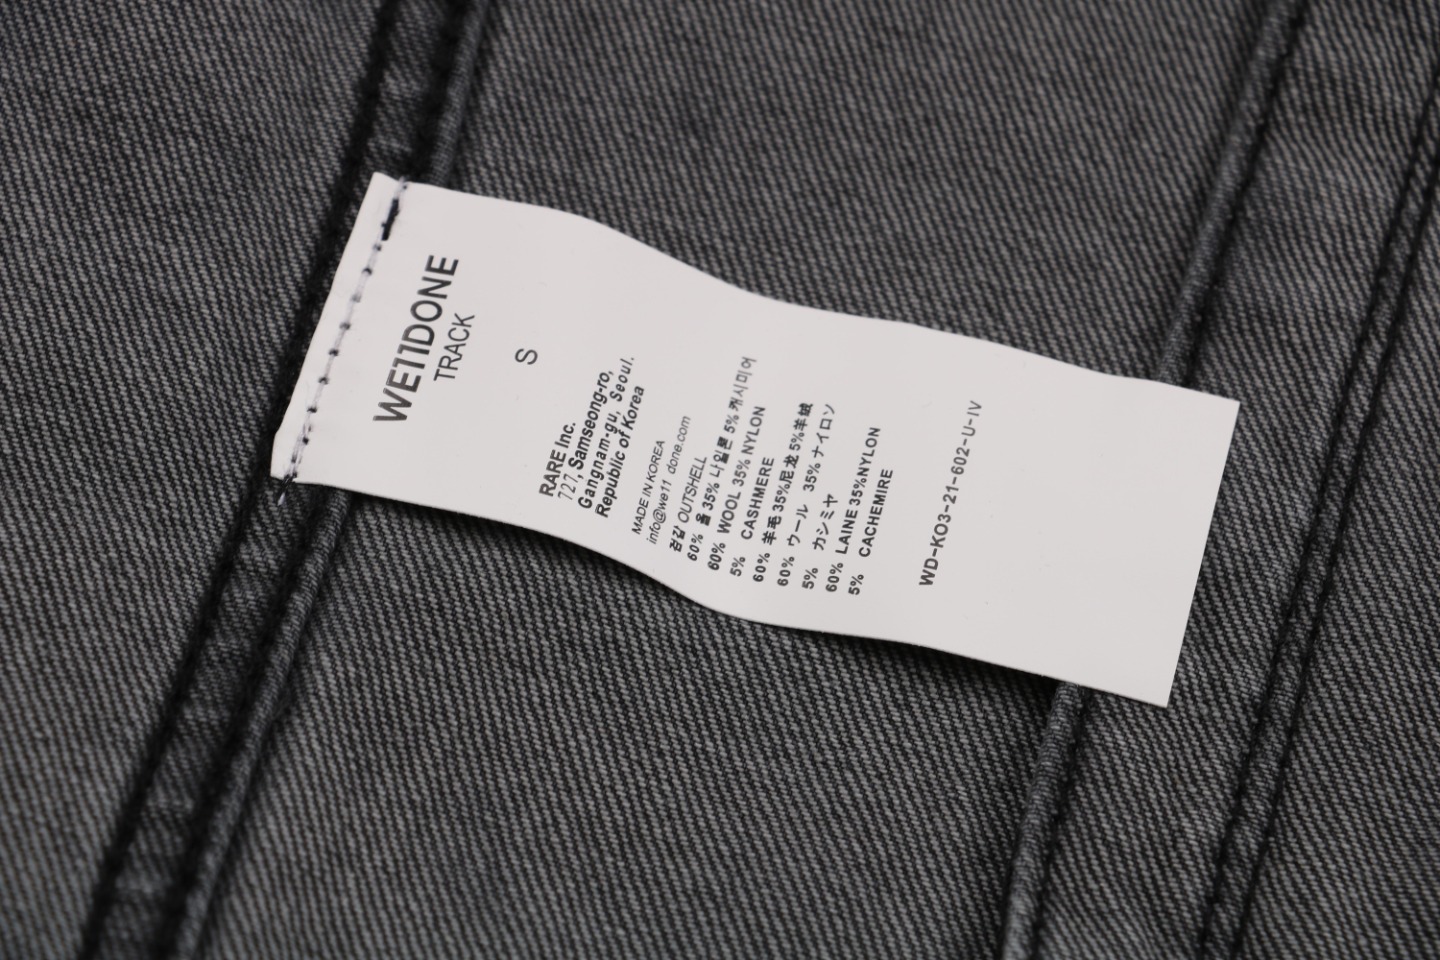 WE11DONE
TRACK
S
RARE Inc.
727, Samseong-ro,
Gangnam-gu, Seoul.
Republic of Korea
MADE IN KOREA
info@we11 done.com
겉감 OUTSHELL
60% 울 35% 나일론 5% 캐시미어
60% WOOL 35% NYLON
5% CASHMERE
60% 羊毛 35%尼龙 5%羊绒
60% ウール 35% ナイロン
5% カシミヤ
60% LAINE 35%NYLON
5% CACHEMIRE
WD-KO3-21-602-U-IV